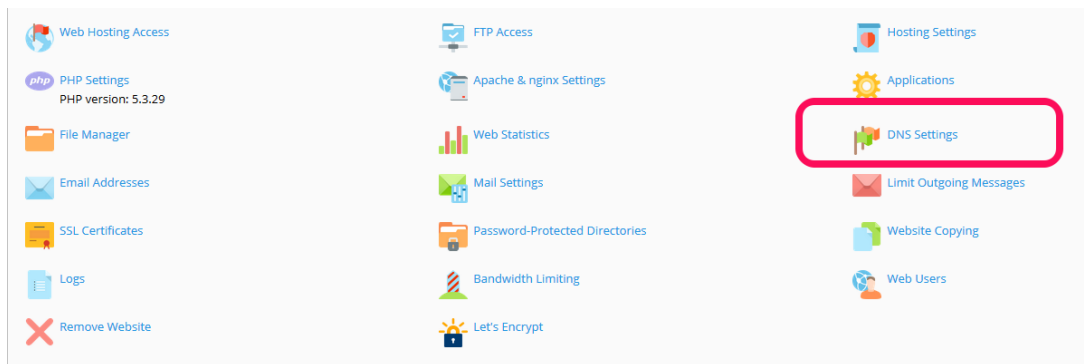 Web Hosting Access
FTP Access
Hosting Settings
php
PHP Settings
PHP version: 5.3.29
Apache & nginx Settings
Applications
File Manager
Web Statistics
DNS Settings
Email Addresses
Mail Settings
Limit Outgoing Messages
SSL Certificates
Password-Protected Directories
Website Copying
Logs
Bandwidth Limiting
Web Users
Remove Website
Let's Encrypt